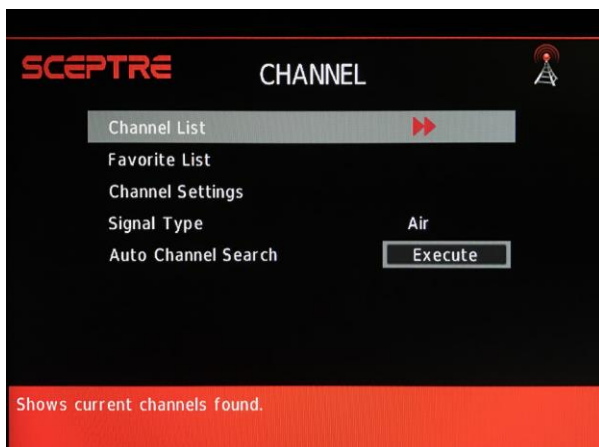 SCEPTRE
CHANNEL
Channel List
Favorite List
Channel Settings
Signal Type Air
Auto Channel Search Execute
Shows current channels found.